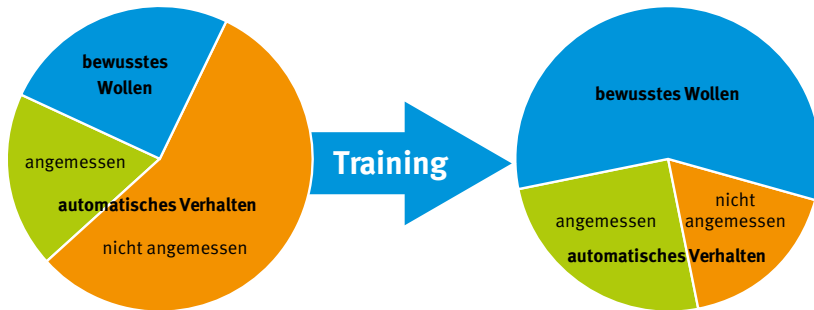 bewusstes
Wollen
angemessen
automatisches Verhalten
nicht angemessen
Training
bewusstes Wollen
angemessen
nicht
angemessen
automatisches Verhalten